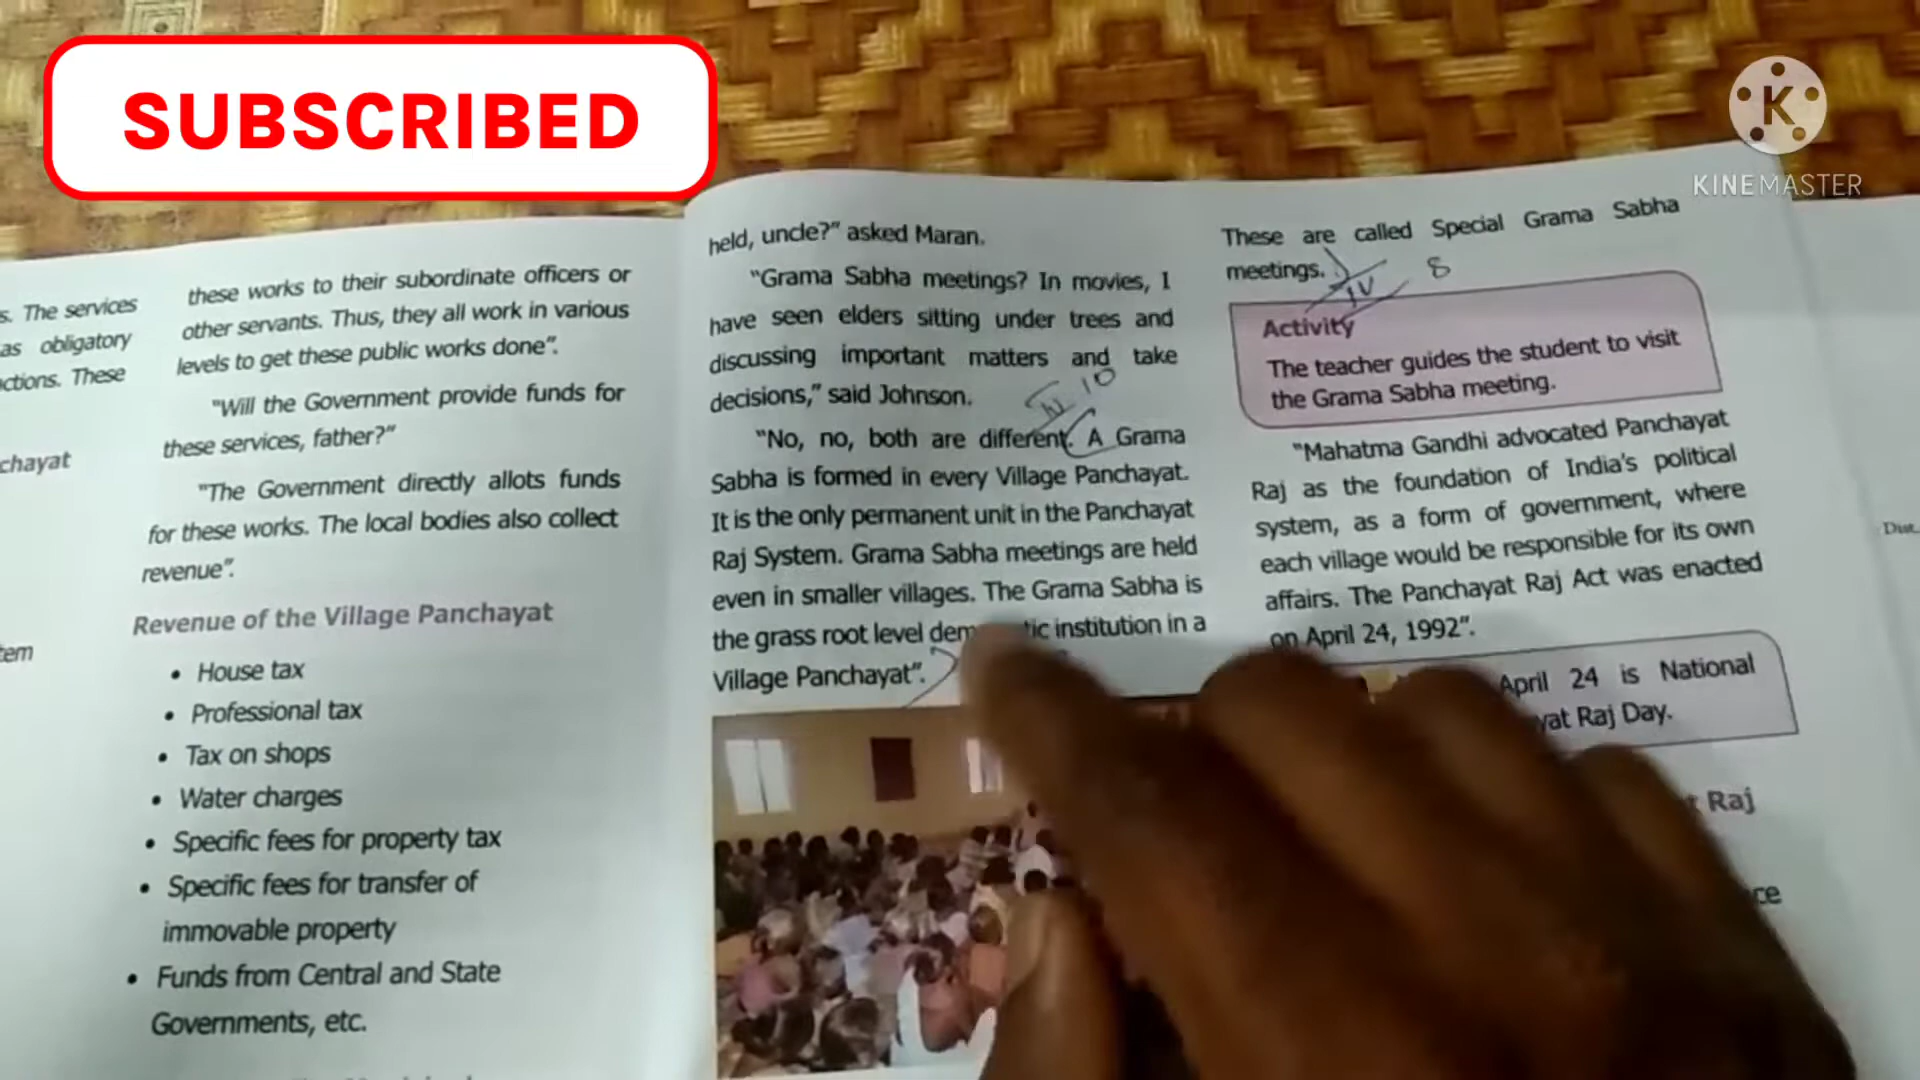 SUBSCRIBED
KINEMASTER
s. The services
as obligatory
ctions. These
chayat
tem
these works to their subordinate officers or
other servants. Thus, they all work in various
levels to get these public works done”.
“Will the Government provide funds for
these services, father?”
“The Government directly allots funds
for these works. The local bodies also collect
revenue”.
Revenue of the Village Panchayat
• House tax
• Professional tax
• Tax on shops
• Water charges
• Specific fees for property tax
• Specific fees for transfer of
immovable property
• Funds from Central and State
Governments, etc.
held, uncle?” asked Maran.
“Grama Sabha meetings? In movies, I
have seen elders sitting under trees and
discussing important matters and take
decisions,” said Johnson.
IV 10
“No, no, both are different. A Grama
Sabha is formed in every Village Panchayat.
It is the only permanent unit in the Panchayat
Raj System. Grama Sabha meetings are held
even in smaller villages. The Grama Sabha is
the grass root level dem tic institution in a
Village Panchayat”.
These are called Special Grama Sabha
meetings.
IV 8
Activity
The teacher guides the student to visit
the Grama Sabha meeting.
“Mahatma Gandhi advocated Panchayat
Raj as the foundation of India’s political
system, as a form of government, where
each village would be responsible for its own
affairs. The Panchayat Raj Act was enacted
on April 24, 1992”.
April 24 is National
yat Raj Day.
t Raj
ce